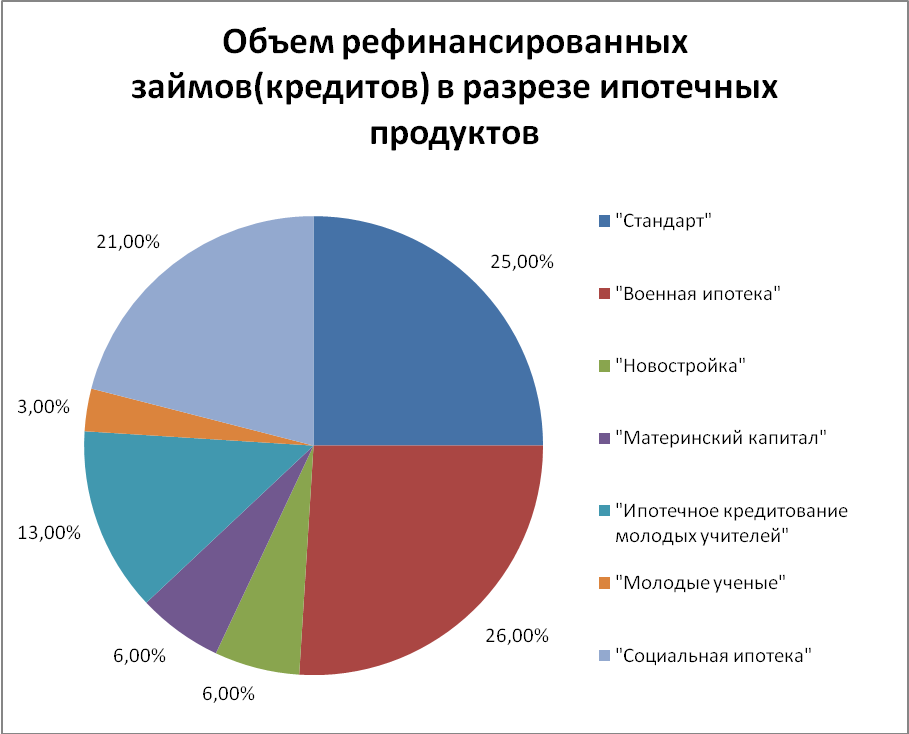 Объем рефинансированных
займов(кредитов) в разрезе ипотечных
продуктов
21,00%
25,00%
3,00%
13,00%
6,00%
6,00%
26,00%
"Стандарт"
"Военная ипотека"
"Новостройка"
"Материнский капитал"
"Ипотечное кредитование
молодых учителей"
"Молодые ученые"
"Социальная ипотека"